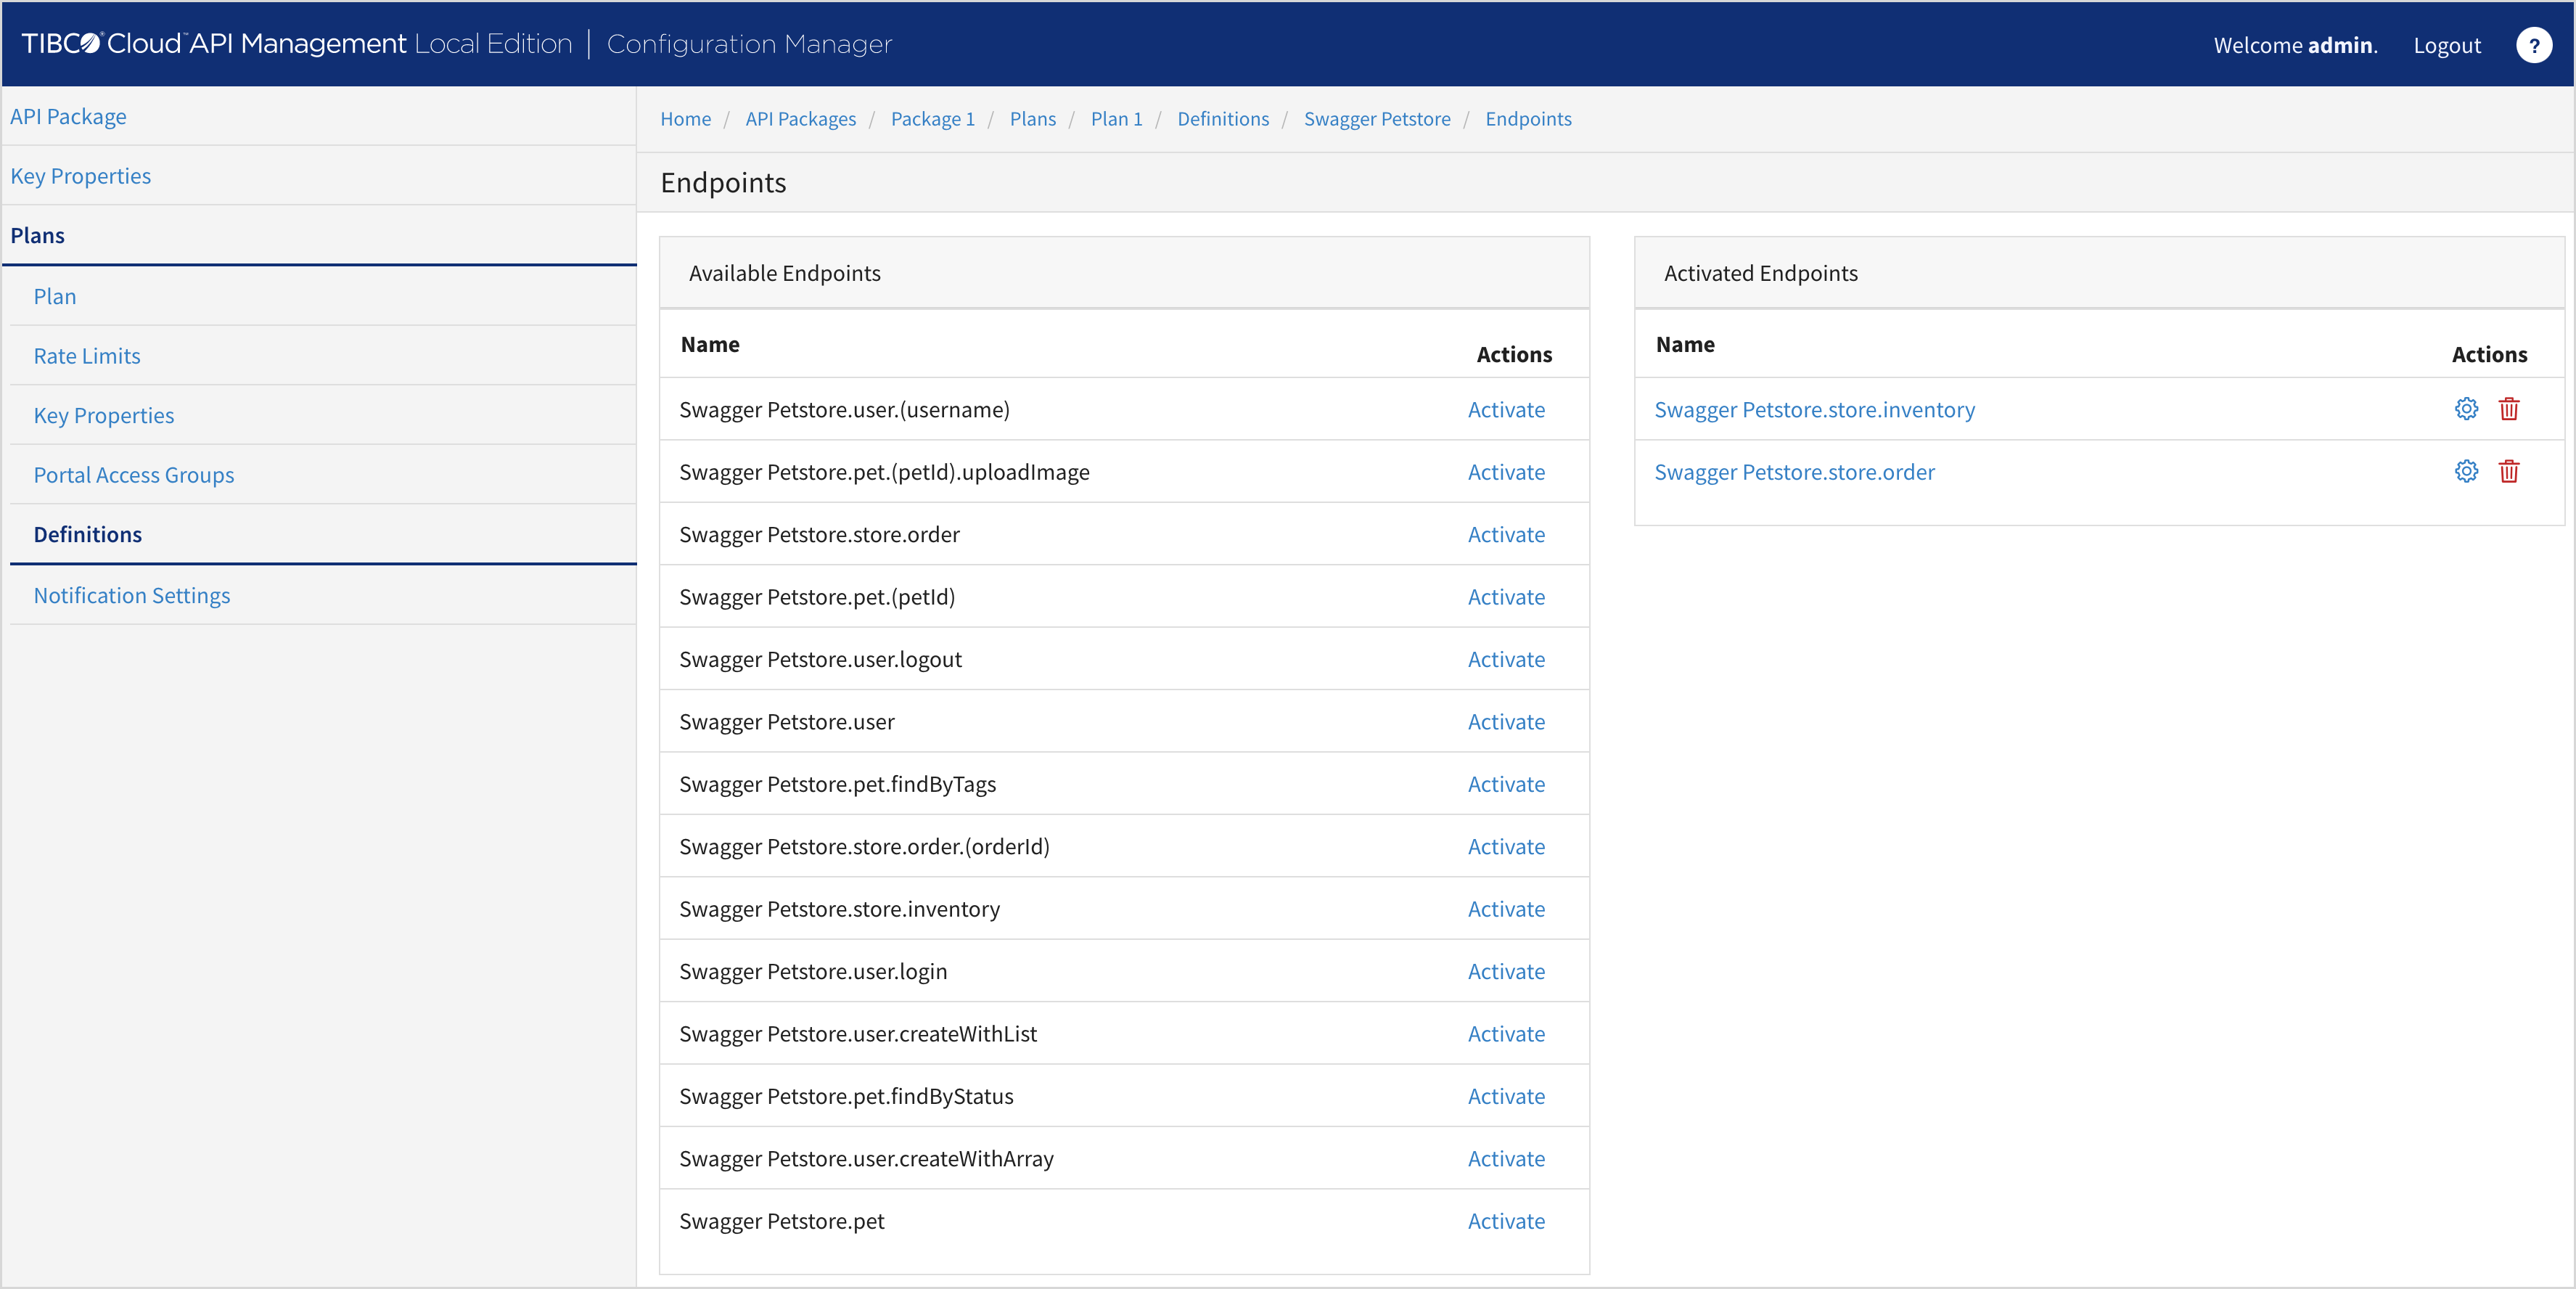 TIBCO® Cloud™ API Management Local Edition | Configuration Manager
Welcome admin. Logout ?
API Package
Key Properties
Plans
Plan
Rate Limits
Key Properties
Portal Access Groups
Definitions
Notification Settings
Home / API Packages / Package 1 / Plans / Plan 1 / Definitions / Swagger Petstore / Endpoints
Endpoints
Available Endpoints
Name Actions
Swagger Petstore.user.(username) Activate
Swagger Petstore.pet.(petId).uploadImage Activate
Swagger Petstore.store.order Activate
Swagger Petstore.pet.(petId) Activate
Swagger Petstore.user.logout Activate
Swagger Petstore.user Activate
Swagger Petstore.pet.findByTags Activate
Swagger Petstore.store.order.(orderId) Activate
Swagger Petstore.store.inventory Activate
Swagger Petstore.user.login Activate
Swagger Petstore.user.createWithList Activate
Swagger Petstore.pet.findByStatus Activate
Swagger Petstore.user.createWithArray Activate
Swagger Petstore.pet Activate
Activated Endpoints
Name Actions
Swagger Petstore.store.inventory
Swagger Petstore.store.order